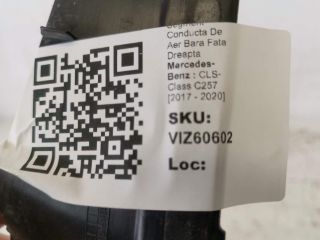 Segment
Conducta De
Aer Bara Fata
Dreapta
Mercedes-
Benz : CLS-
Class C257
[2017 - 2020]
SKU:
VIZ60602
Loc: